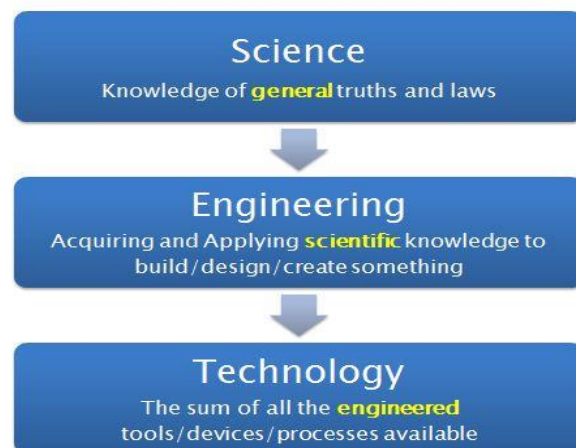 Science
Knowledge of general truths and laws
Engineering
Acquiring and Applying scientific knowledge to
build/design/create something
Technology
The sum of all the engineered
tools/devices/processes available